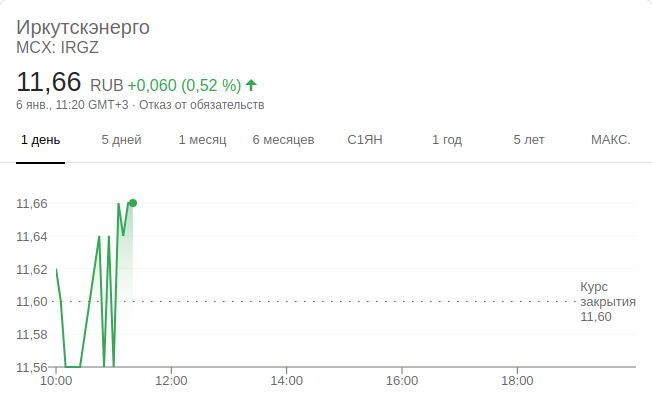 Иркутскэнерго
MCX: IRGZ
11,66 RUB +0,060 (0,52 %)
6 янв., 11:20 GMT+3 · Отказ от обязательств
1 день 5 дней 1 месяц 6 месяцев С1ЯН 1 год 5 лет МАКС.
11,66
11,64
11,62
11,60
11,58
11,56
Курс
закрытия
11,60
10:00 12:00 14:00 16:00 18:00